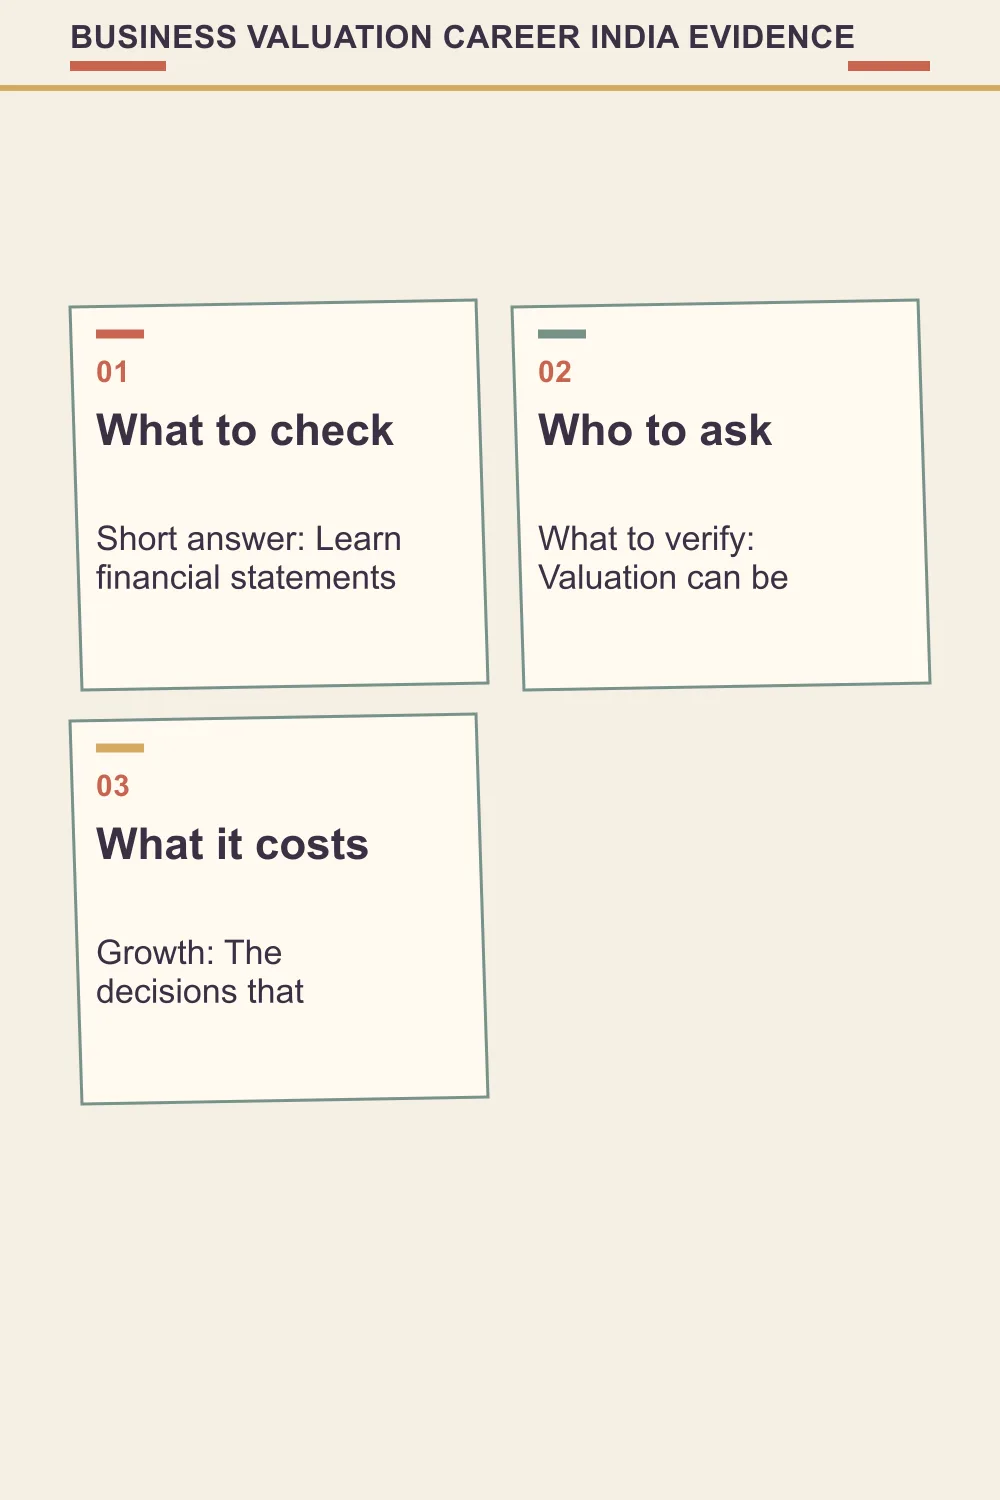 BUSINESS VALUATION CAREER INDIA EVIDENCE
01
What to check
Short answer: Learn
financial statements
02
Who to ask
What to verify:
Valuation can be
03
What it costs
Growth: The
decisions that